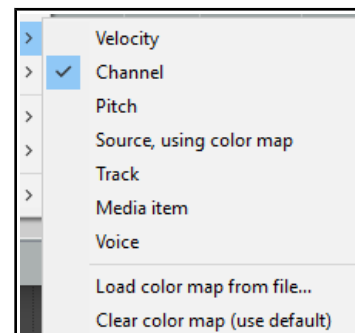 Velocity
Channel
Pitch
Source, using color map
Track
Media item
Voice
Load color map from file...
Clear color map (use default)